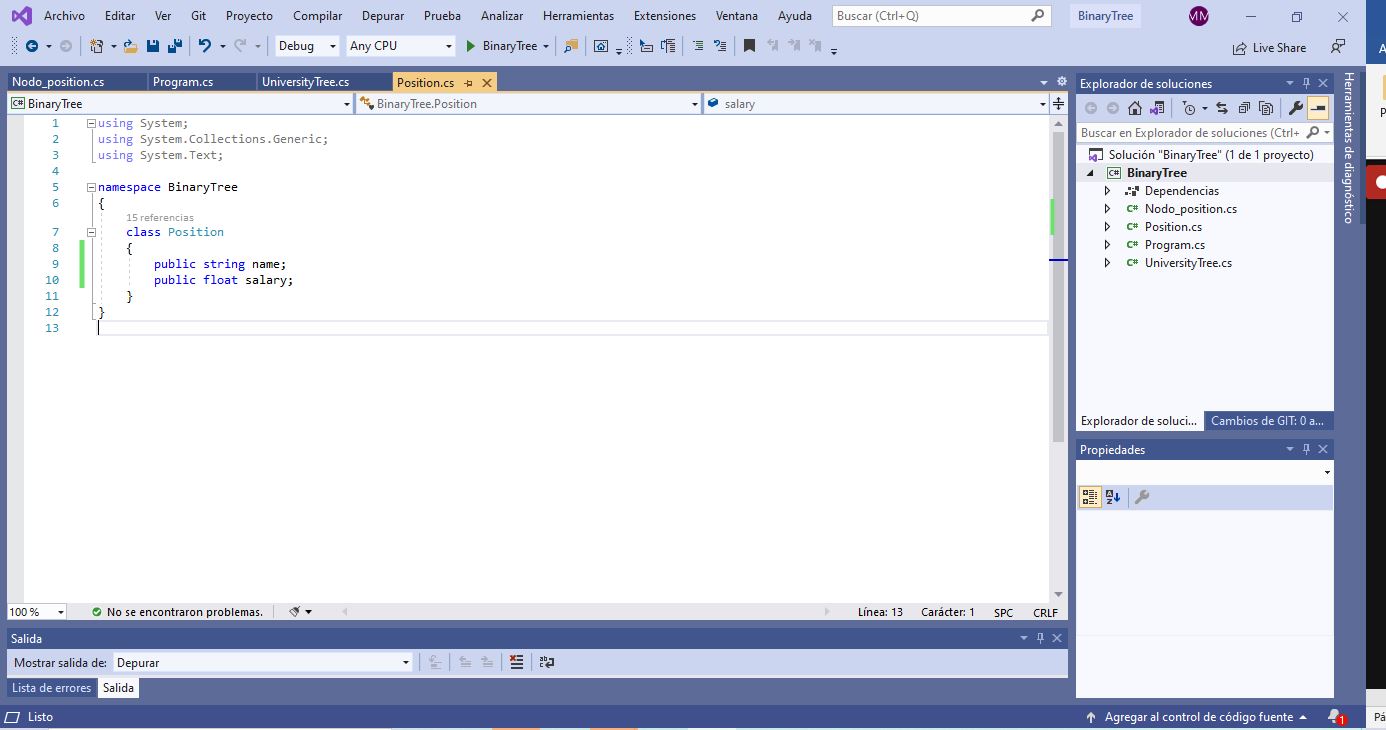 Archivo Editar Ver Git Proyecto Compilar Depurar Prueba Analizar Herramientas Extensiones Ventana Ayuda Buscar (Ctrl+Q) BinaryTree MM
Debug Any CPU BinaryTree Live Share
Nodo_position.cs Program.cs UniversityTree.cs Position.cs
BinaryTree BinaryTree.Position salary
1 using System;
2 using System.Collections.Generic;
3 using System.Text;
4
5 namespace BinaryTree
6 {
15 referencias
7 class Position
8 {
9 public string name;
10 public float salary;
11 }
12 }
13
100 % No se encontraron problemas. Línea: 13 Carácter: 1 SPC CRLF
Salida
Mostrar salida de: Depurar
Lista de errores Salida
Explorador de soluciones
Buscar en Explorador de soluciones (Ctrl+
Solución "BinaryTree" (1 de 1 proyecto)
C# BinaryTree
Dependencias
C# Nodo_position.cs
C# Position.cs
C# Program.cs
C# UniversityTree.cs
Explorador de soluci... Cambios de GIT: 0 a...
Propiedades
Herramientas de diagnóstico
Listo Agregar al control de código fuente 1